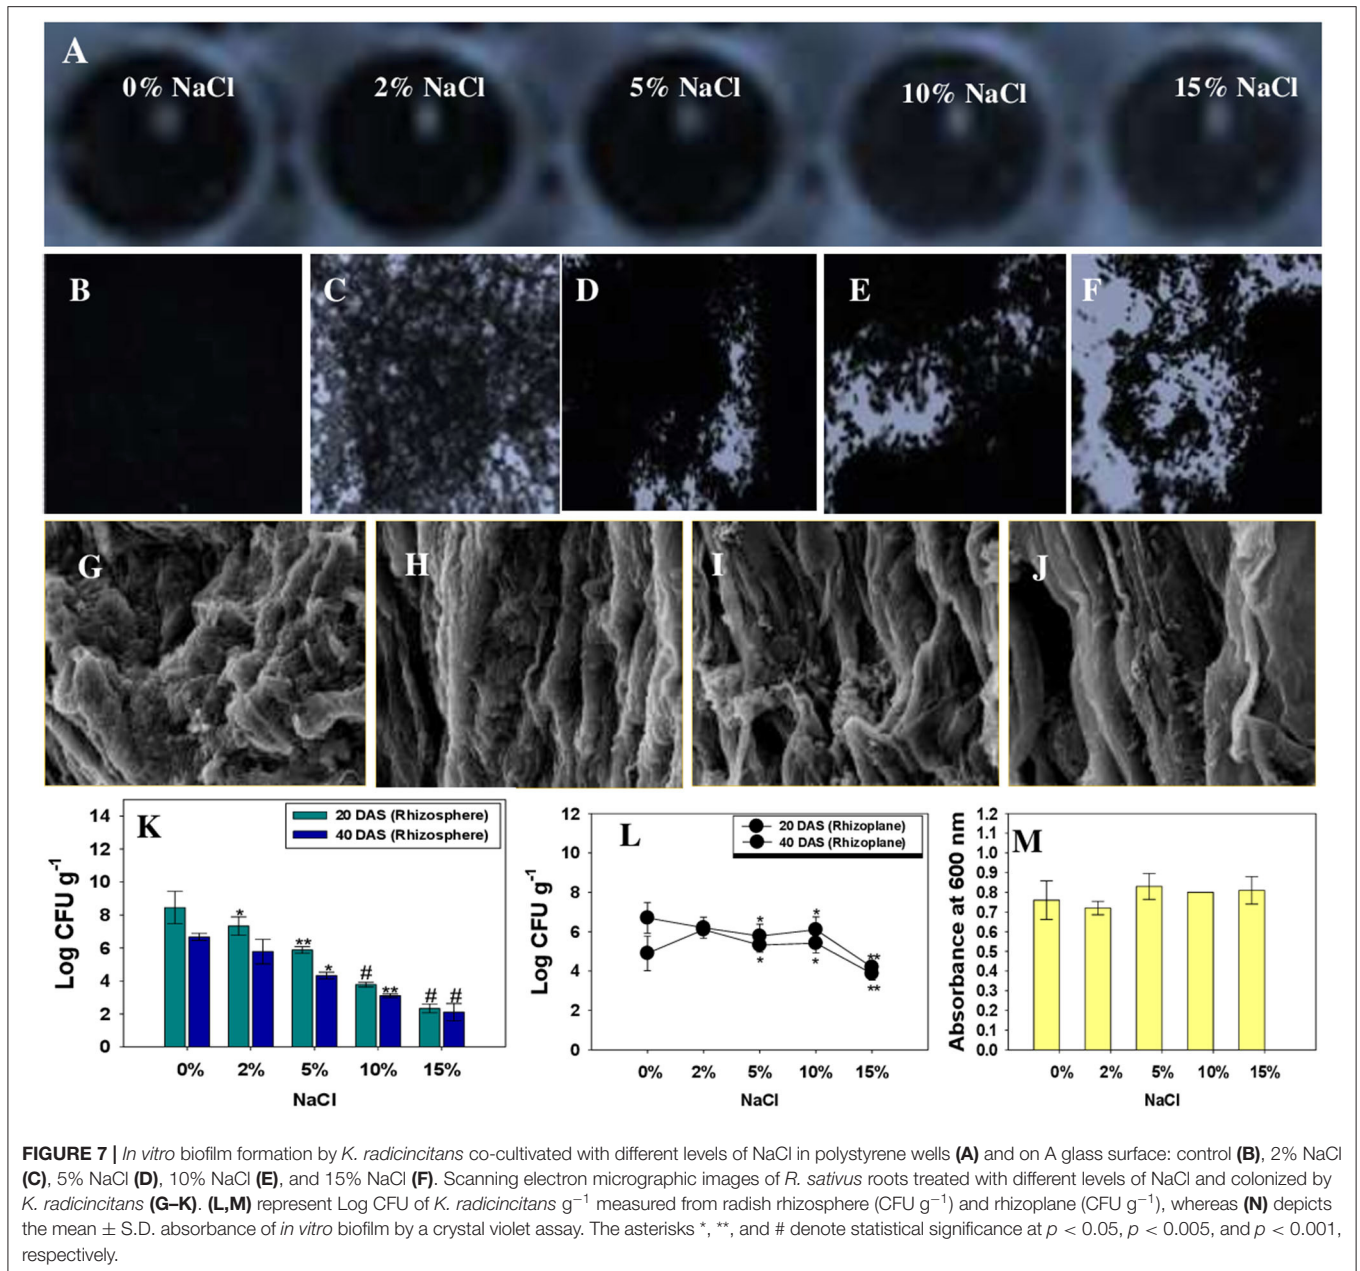 A
0% NaCl 2% NaCl 5% NaCl 10% NaCl 15% NaCl
B C D E F
G H I J
K
20 DAS (Rhizosphere)
40 DAS (Rhizosphere)
Log CFU g⁻¹
14
12
10
8
6
4
2
0
* ** * # ** # #
0% 2% 5% 10% 15%
NaCl
L
20 DAS (Rhizoplane)
40 DAS (Rhizoplane)
Log CFU g⁻¹
12
10
8
6
4
2
0
* * ** * * **
0% 2% 5% 10% 15%
NaCl
M
Absorbance at 600 nm
1.2
1.1
1.0
0.9
0.8
0.7
0.6
0.5
0.4
0.3
0.2
0.1
0.0
0% 2% 5% 10% 15%
NaCl
FIGURE 7 | In vitro biofilm formation by K. radicincitans co-cultivated with different levels of NaCl in polystyrene wells (A) and on A glass surface: control (B), 2% NaCl
(C), 5% NaCl (D), 10% NaCl (E), and 15% NaCl (F). Scanning electron micrographic images of R. sativus roots treated with different levels of NaCl and colonized by
K. radicincitans (G–K). (L,M) represent Log CFU of K. radicincitans g⁻¹ measured from radish rhizosphere (CFU g⁻¹) and rhizoplane (CFU g⁻¹), whereas (N) depicts
the mean ± S.D. absorbance of in vitro biofilm by a crystal violet assay. The asterisks *, **, and # denote statistical significance at p < 0.05, p < 0.005, and p < 0.001,
respectively.